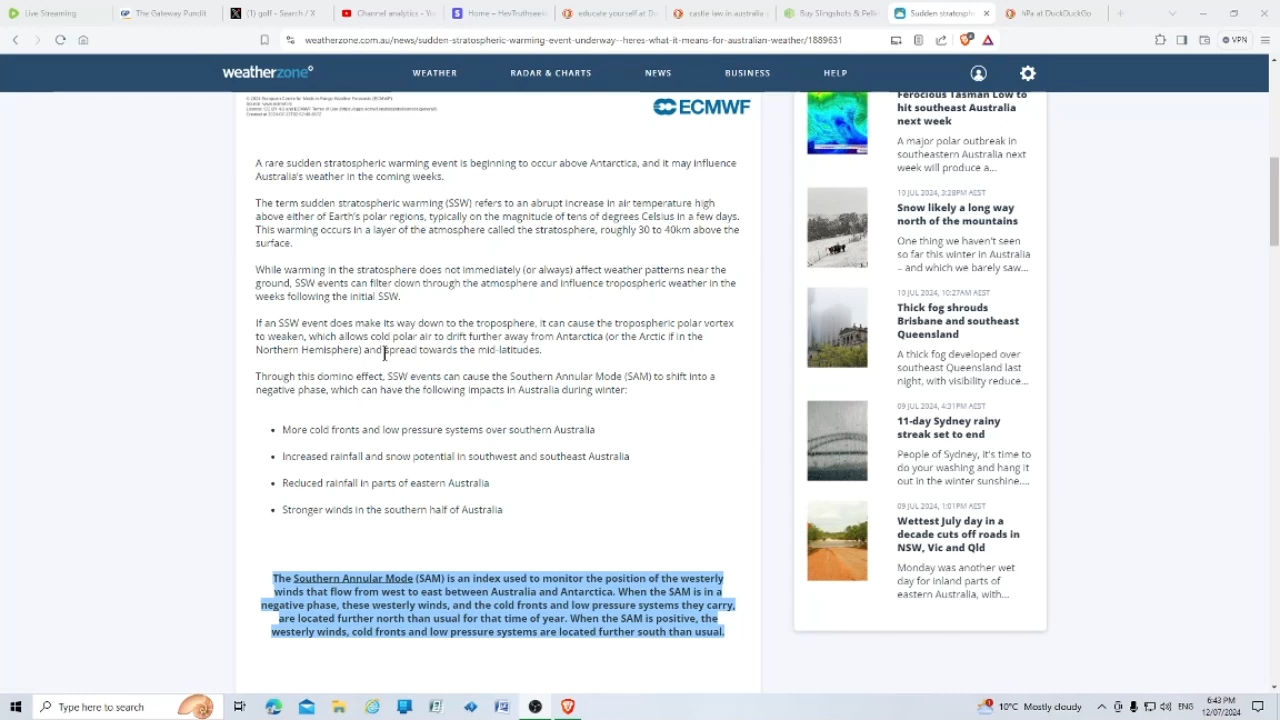 Live Streaming
The Gateway Pundit
(1) (golf - Search / X
Content - Channel
Home – HevTruthseek
educate yourself at Du
castle law in australia
Buy Slingshots & Pelle
Sudden stratosph
NPa at DuckDuckGo
weatherzone.com.au/news/sudden-stratospheric-warming-event-underway--heres-what-it-means-for-australian-weather/1889631
VPN
weatherzone°
WEATHER
RADAR & CHARTS
NEWS
BUSINESS
HELP
ECMWF
A rare sudden stratospheric warming event is beginning to occur above Antarctica, and it may influence
Australia's weather in the coming weeks.
The term sudden stratospheric warming (SSW) refers to an abrupt increase in air temperature high
above either of Earth's polar regions, typically on the magnitude of tens of degrees Celsius in a few days.
This warming occurs in a layer of the atmosphere called the stratosphere, roughly 30 to 40km above the
surface.
While warming in the stratosphere does not immediately (or always) affect weather patterns near the
ground, SSW events can filter down through the atmosphere and influence tropospheric weather in the
weeks following the initial SSW.
If an SSW event does make its way down to the troposphere, it can cause the tropospheric polar vortex
to weaken, which allows cold polar air to drift further away from Antarctica (or the Arctic if in the
Northern Hemisphere) and spread towards the mid-latitudes.
Through this domino effect, SSW events can cause the Southern Annular Mode (SAM) to shift into a
negative phase, which can have the following impacts in Australia during winter:
• More cold fronts and low pressure systems over southern Australia
• Increased rainfall and snow potential in southwest and southeast Australia
• Reduced rainfall in parts of eastern Australia
• Stronger winds in the southern half of Australia
The Southern Annular Mode (SAM) is an index used to monitor the position of the westerly
winds that flow from west to east between Australia and Antarctica. When the SAM is in a
negative phase, these westerly winds, and the cold fronts and low pressure systems they carry,
are located further north than usual for that time of year. When the SAM is positive, the
westerly winds, cold fronts and low pressure systems are located further south than usual.
Ferocious Tasman Low to
hit southeast Australia
next week
A major polar outbreak in
southeastern Australia next
week will produce a...
10 JUL 2024, 3:28PM AEST
Snow likely a long way
north of the mountains
One thing we haven't seen
so far this winter in Australia
– and which we barely saw...
10 JUL 2024, 10:27AM AEST
Thick fog shrouds
Brisbane and southeast
Queensland
A thick fog developed over
southeast Queensland last
night, with visibility reduce...
09 JUL 2024, 4:31PM AEST
11-day Sydney rainy
streak set to end
People of Sydney, it's time to
do your washing and hang it
out in the winter sunshine....
09 JUL 2024, 1:01PM AEST
Wettest July day in a
decade cuts off roads in
NSW, Vic and Qld
Monday was another wet
day for inland parts of
eastern Australia, with...
Type here to search
10°C Mostly cloudy
ENG
6:43 PM
12/07/2024